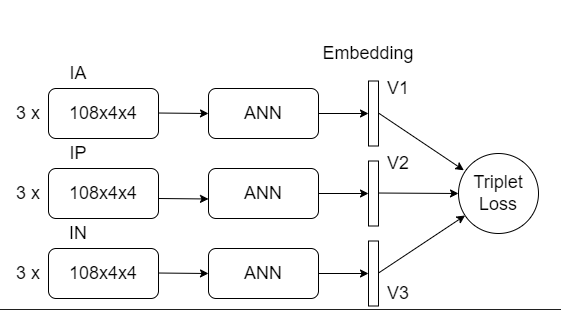 Embedding
IA
V1
3 x 108x4x4 ANN
IP
V2
3 x 108x4x4 ANN
Triplet
Loss
IN
3 x 108x4x4 ANN
V3